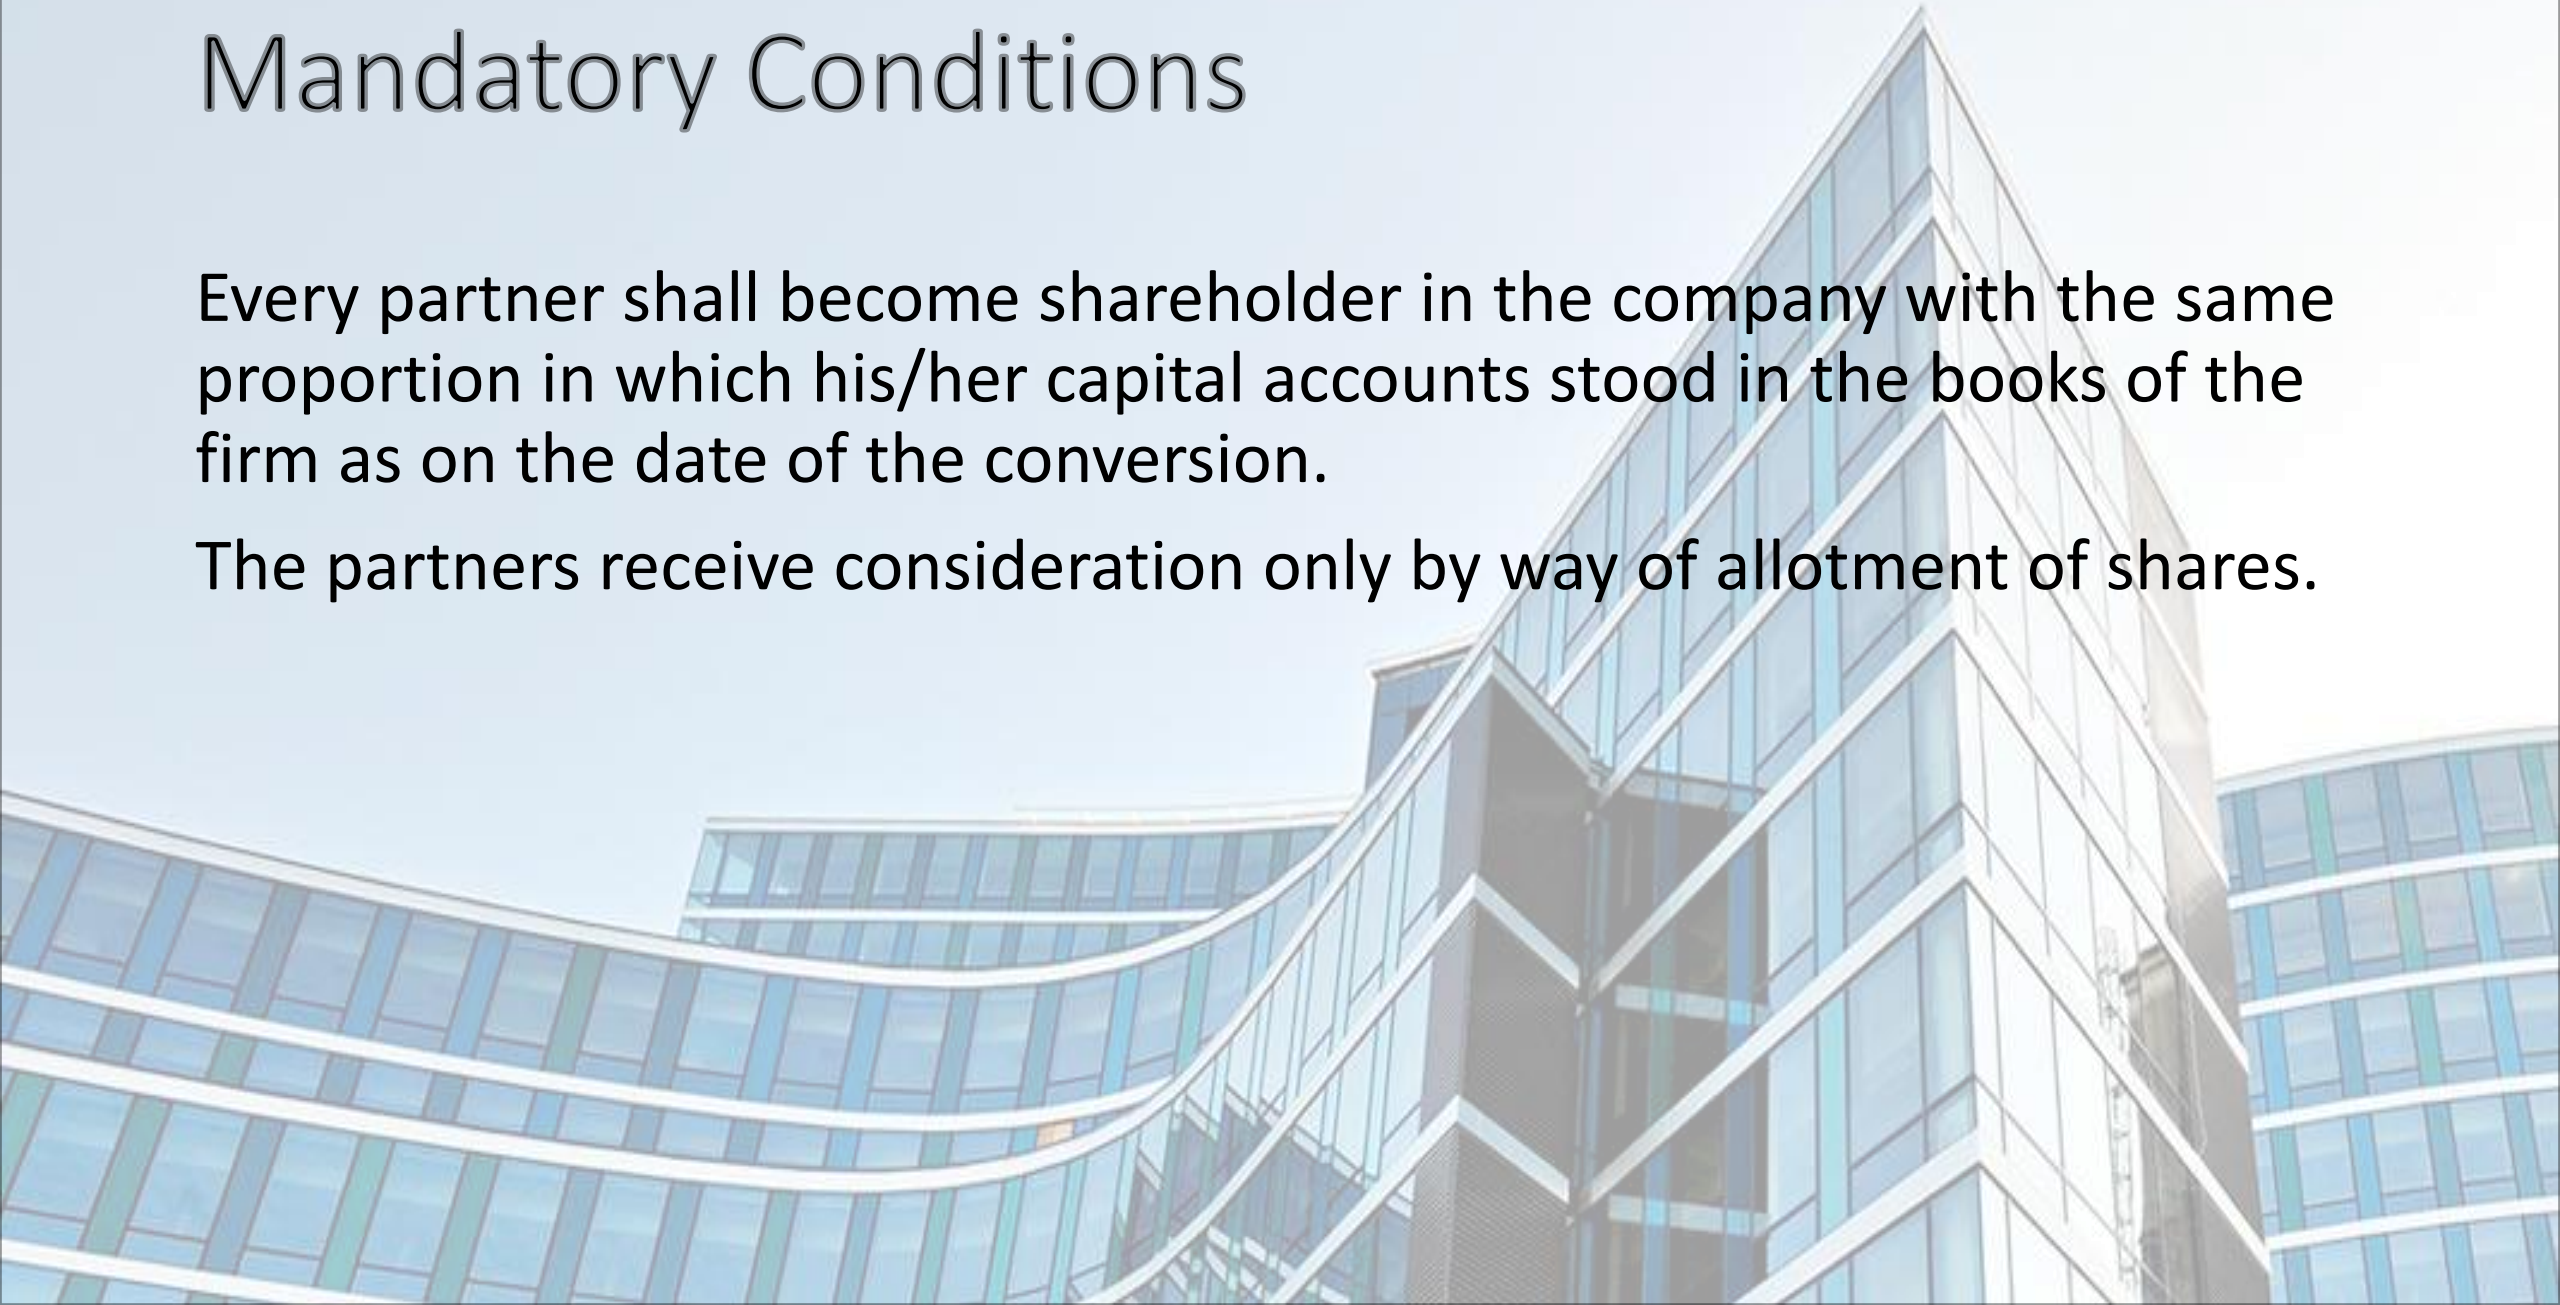 Mandatory Conditions
Every partner shall become shareholder in the company with the same
proportion in which his/her capital accounts stood in the books of the
firm as on the date of the conversion.
The partners receive consideration only by way of allotment of shares.